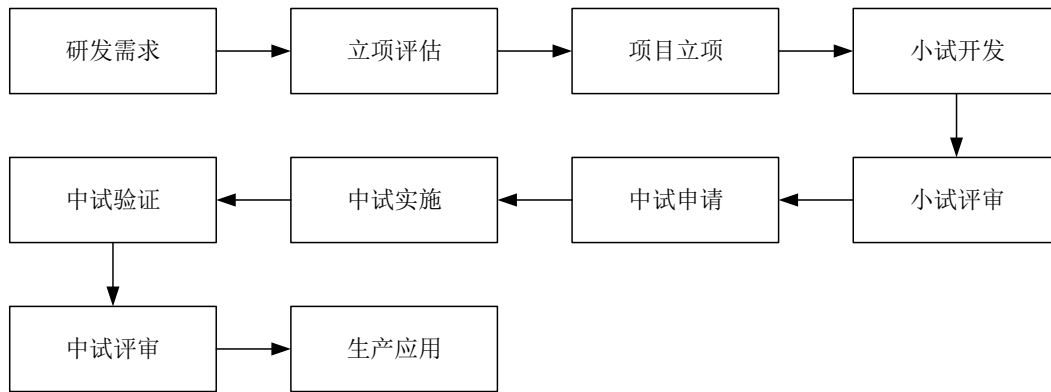 研发需求
立项评估
项目立项
小试开发
小试评审
中试申请
中试实施
中试验证
中试评审
生产应用